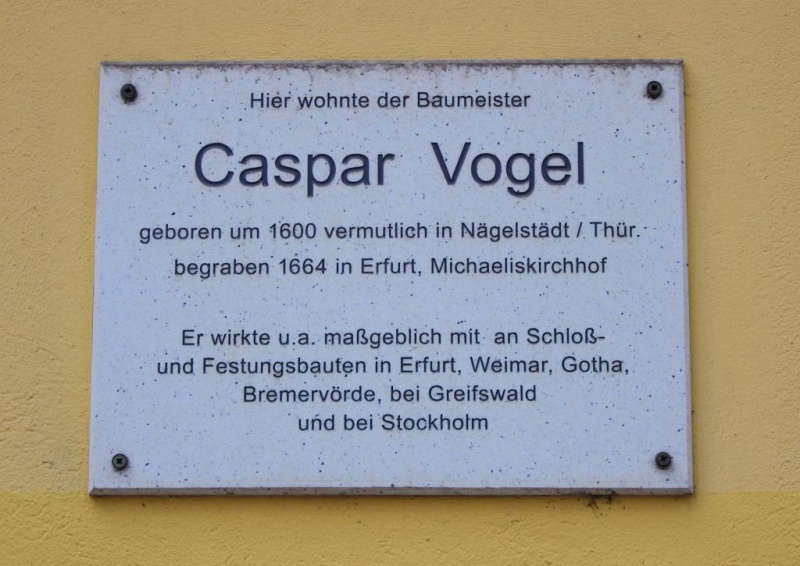 Hier wohnte der Baumeister
Caspar Vogel
geboren um 1600 vermutlich in Nägelstädt / Thür.
begraben 1664 in Erfurt, Michaeliskirchhof
Er wirkte u.a. maßgeblich mit an Schloß-
und Festungsbauten in Erfurt, Weimar, Gotha,
Bremervörde, bei Greifswald
und bei Stockholm